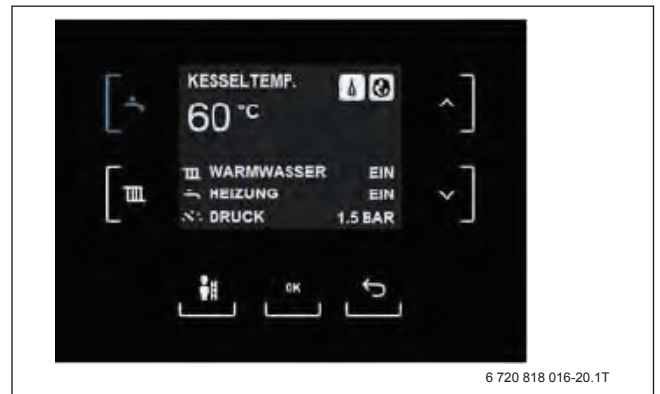 KESSELTEMP.
60 °C
WARMWASSER EIN
HEIZUNG EIN
DRUCK 1.5 BAR
OK
6 720 818 016-20.1T